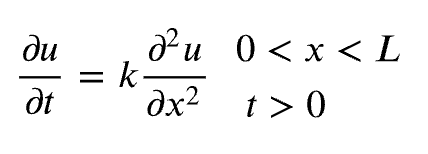 ∂u/∂t = k ∂²u/∂x²   0 < x < L
t > 0